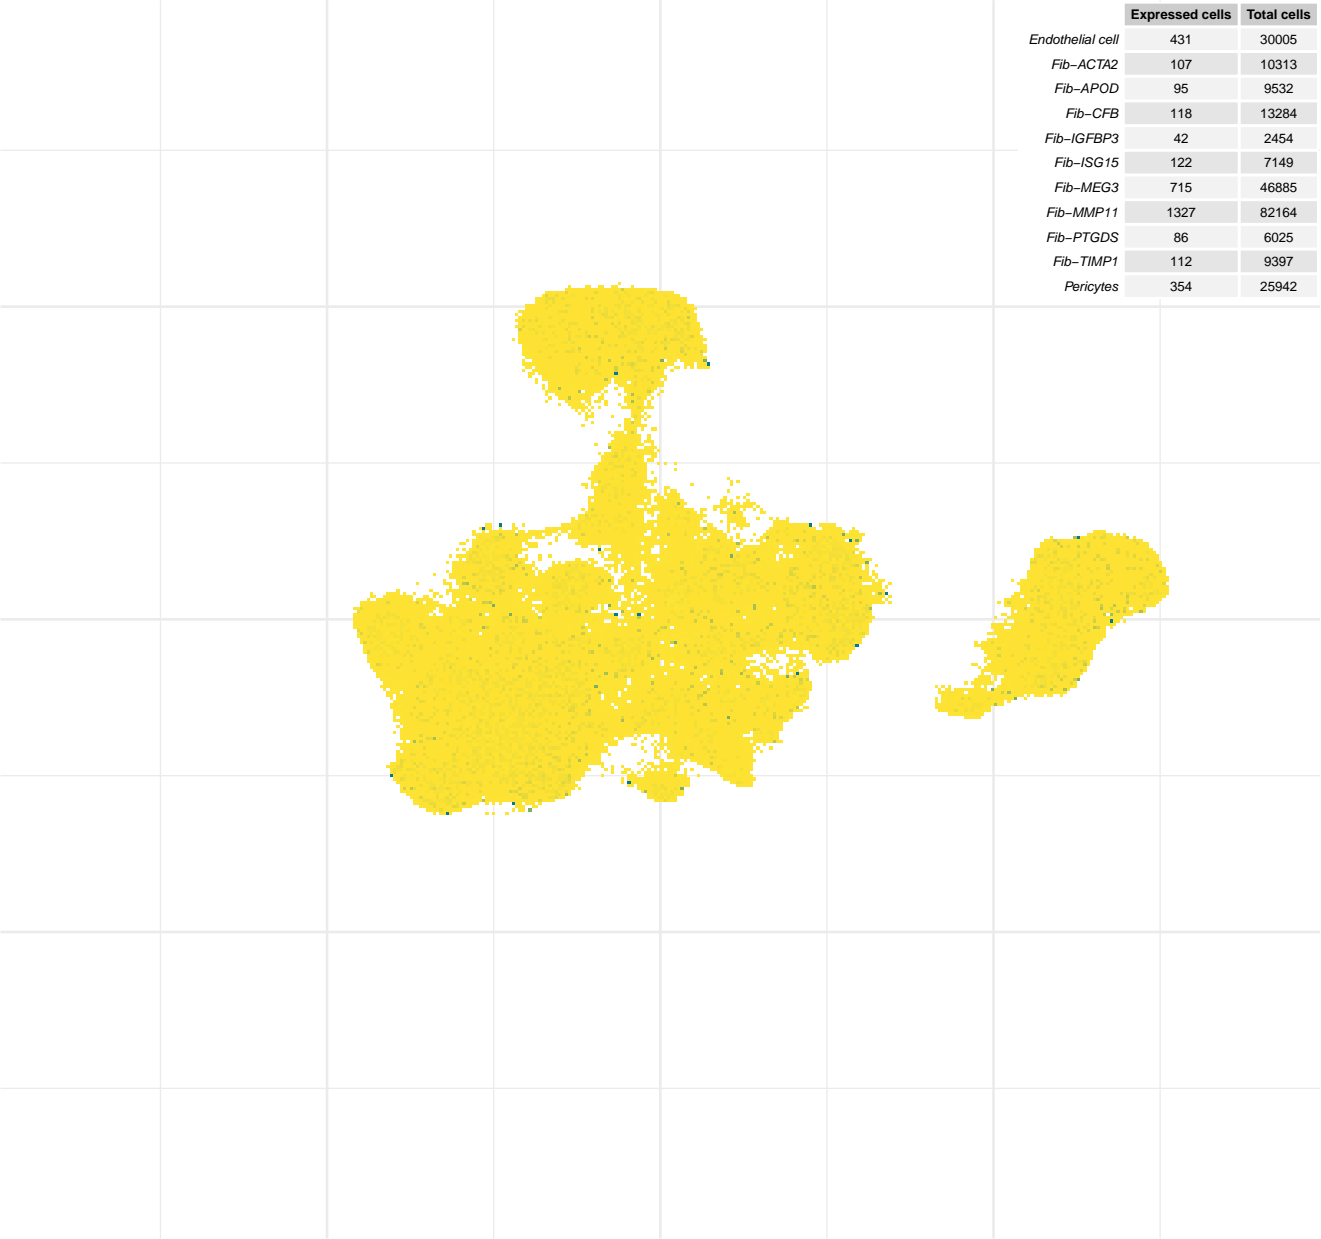 Expressed cells Total cells
Endothelial cell 431 30005
Fib−ACTA2 107 10313
Fib−APOD 95 9532
Fib−CFB 118 13284
Fib−IGFBP3 42 2454
Fib−ISG15 122 7149
Fib−MEG3 715 46885
Fib−MMP11 1327 82164
Fib−PTGDS 86 6025
Fib−TIMP1 112 9397
Pericytes 354 25942